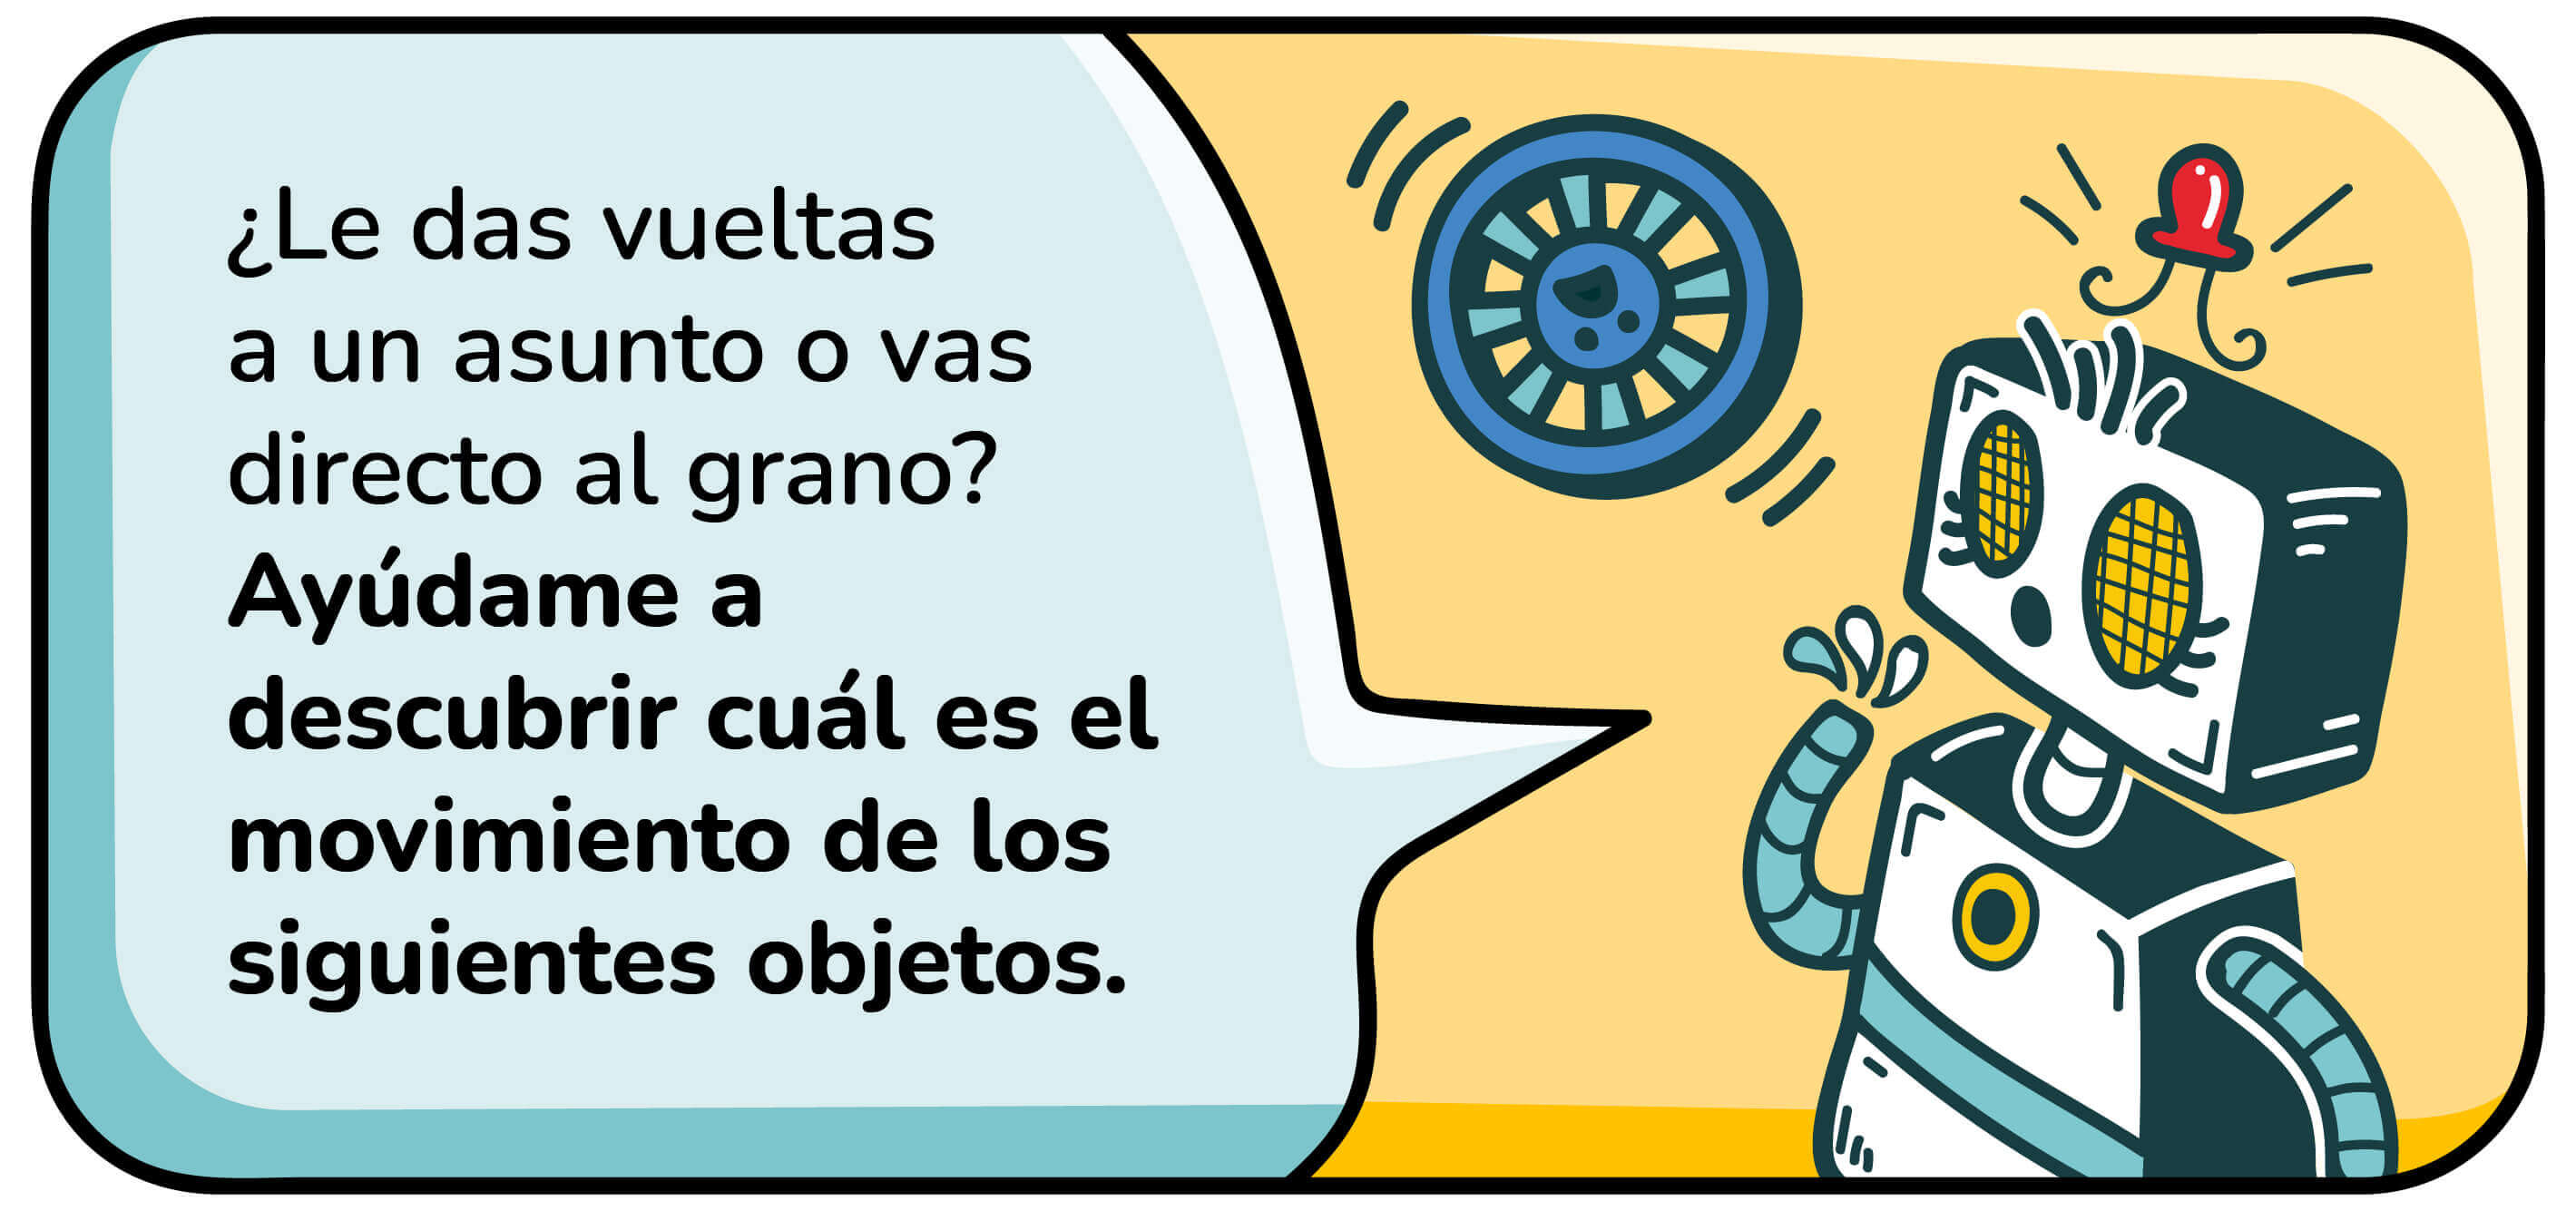 ¿Le das vueltas
a un asunto o vas
directo al grano?
Ayúdame a
descubrir cuál es el
movimiento de los
siguientes objetos.